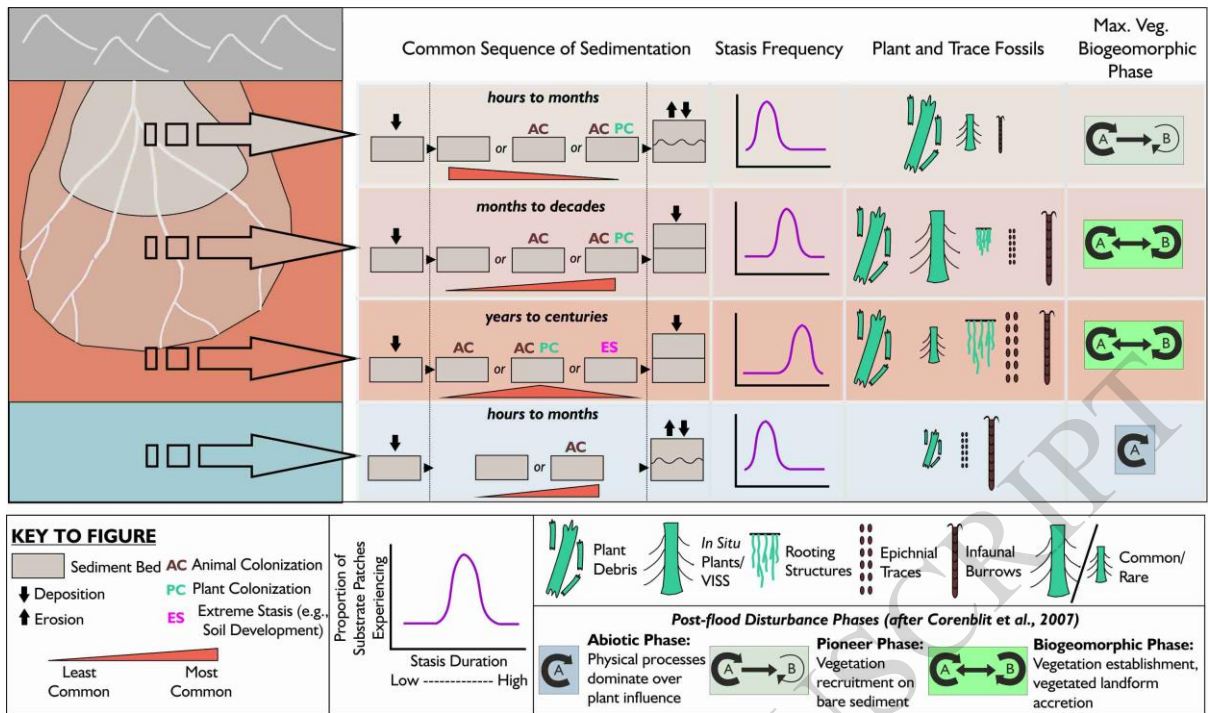 Common Sequence of Sedimentation
Stasis Frequency
Plant and Trace Fossils
Max. Veg.
Biogeomorphic
Phase
hours to months
AC
AC PC
or
or
A
B
months to decades
AC
AC PC
or
or
A
B
years to centuries
AC
AC PC
ES
or
or
A
B
hours to months
AC
or
A
KEY TO FIGURE
Sediment Bed
Deposition
Erosion
AC Animal Colonization
PC Plant Colonization
ES Extreme Stasis (e.g.,
Soil Development)
Least
Common
Most
Common
Proportion of
Substrate Patches
Experiencing
Stasis Duration
Low ------------- High
Plant
Debris
In Situ
Plants/
VISS
Rooting
Structures
Epichnial
Traces
Infaunal
Burrows
Common/
Rare
Post-flood Disturbance Phases (after Corenblit et al., 2007)
A
Abiotic Phase:
Physical processes
dominate over
plant influence
A
B
Pioneer Phase:
Vegetation
recruitment on
bare sediment
A
B
Biogeomorphic Phase:
Vegetation establishment,
vegetated landform
accretion